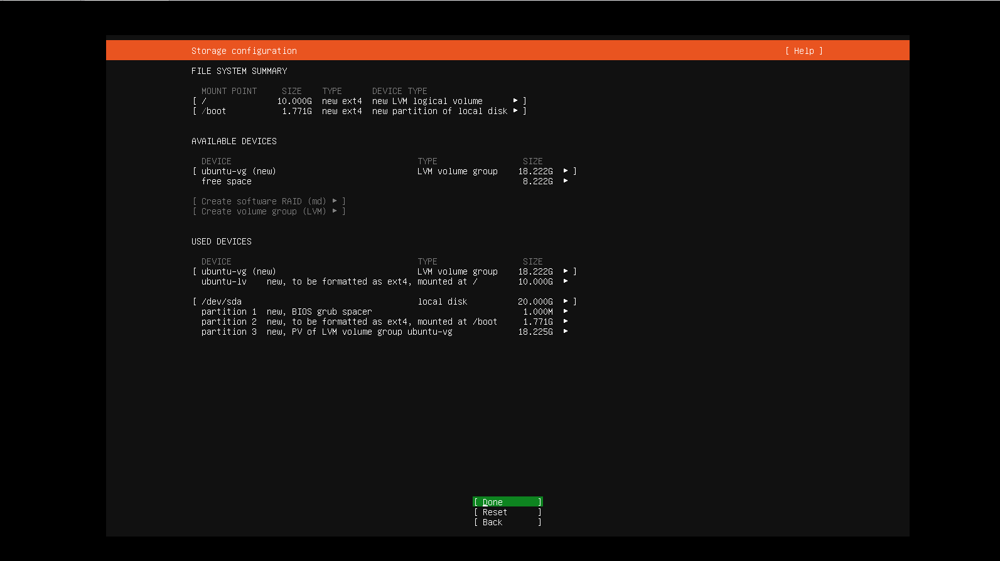 Storage configuration [ Help ]
FILE SYSTEM SUMMARY
MOUNT POINT SIZE TYPE DEVICE TYPE
[ / 10.000G new ext4 new LVM logical volume ▸ ]
[ /boot 1.771G new ext4 new partition of local disk ▸ ]
AVAILABLE DEVICES
DEVICE TYPE SIZE
[ ubuntu-vg (new) LVM volume group 18.222G ▸ ]
free space 8.222G ▸
[ Create software RAID (md) ▸ ]
[ Create volume group (LVM) ▸ ]
USED DEVICES
DEVICE TYPE SIZE
[ ubuntu-vg (new) LVM volume group 18.222G ▸ ]
ubuntu-lv new, to be formatted as ext4, mounted at / 10.000G ▸
[ /dev/sda local disk 20.000G ▸ ]
partition 1 new, BIOS grub spacer 1.000M ▸
partition 2 new, to be formatted as ext4, mounted at /boot 1.771G ▸
partition 3 new, PV of LVM volume group ubuntu-vg 18.225G ▸
[ Done ]
[ Reset ]
[ Back ]